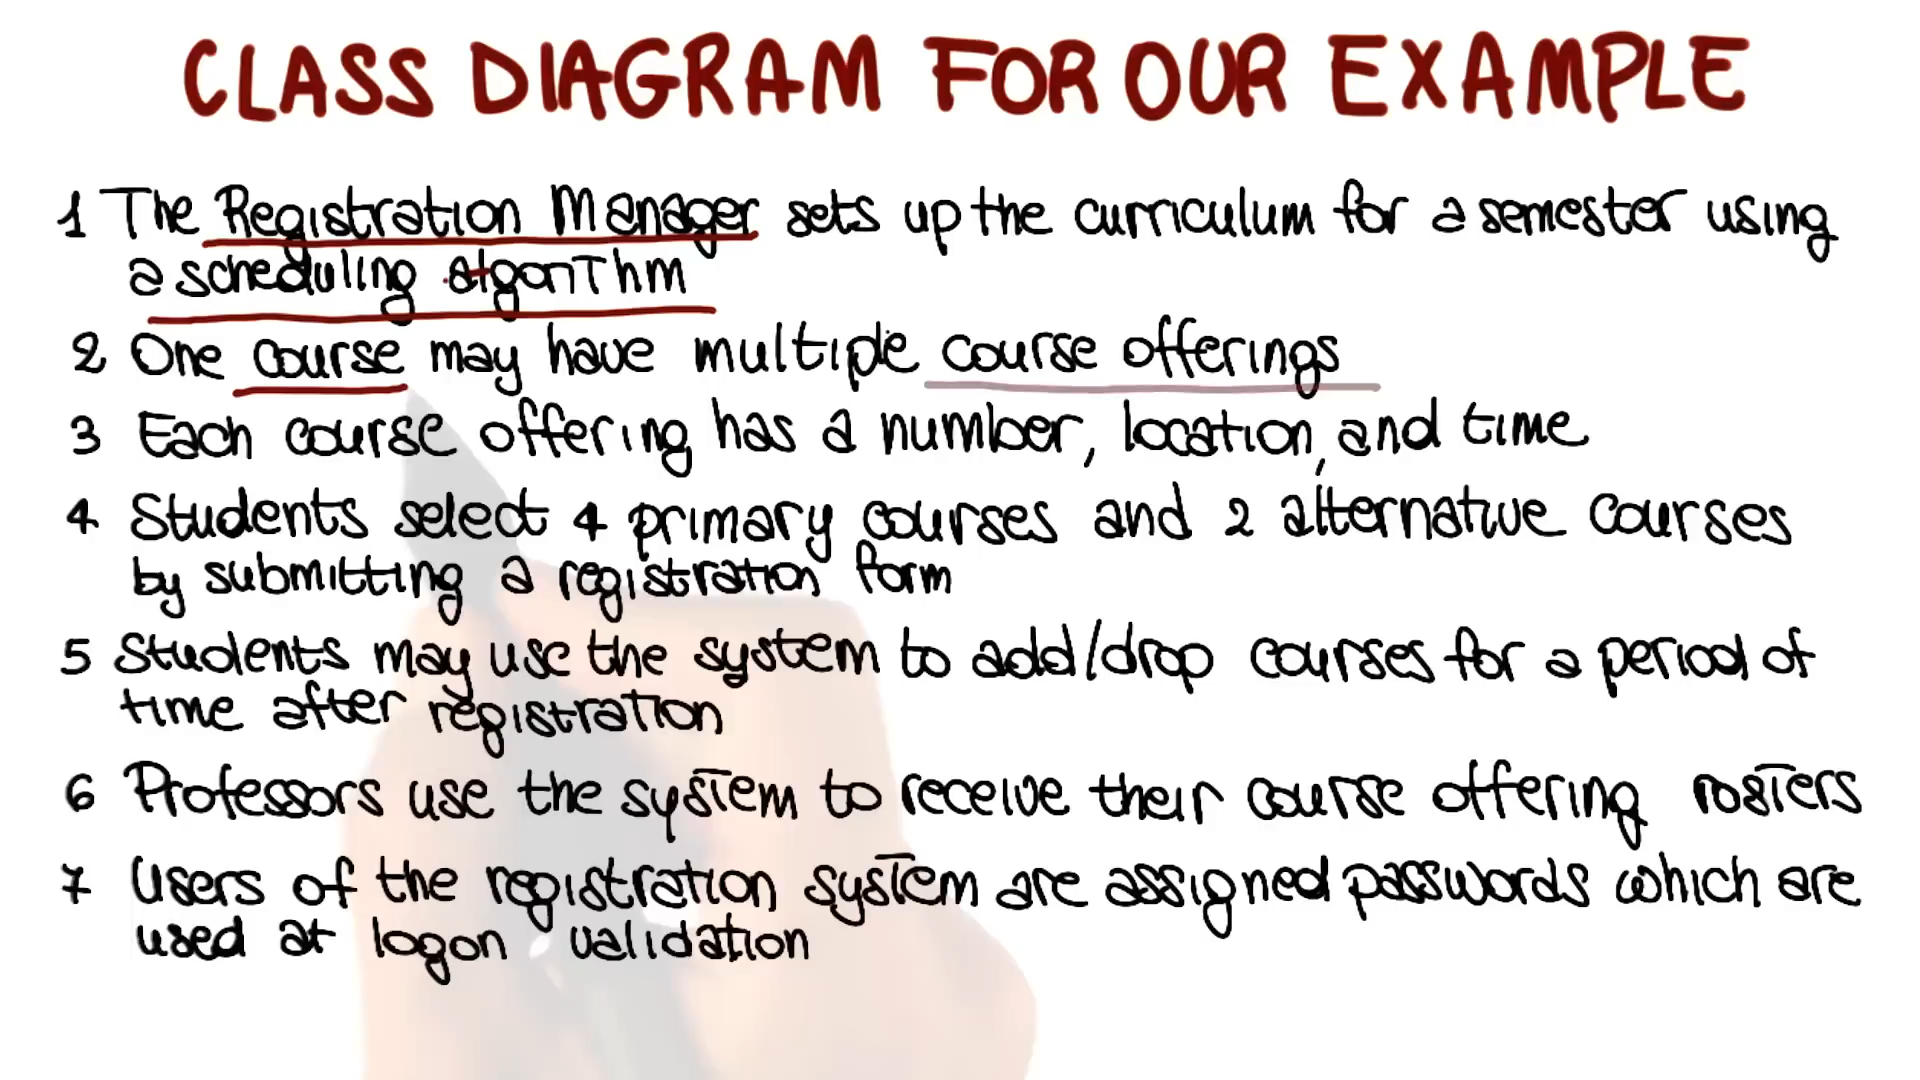 CLASS DIAGRAM FOR OUR EXAMPLE
1 The Registration Manager sets up the curriculum for a semester using
a scheduling algorithm
2 One course may have multiple course offerings
3 Each course offering has a number, location, and time
4 Students select 4 primary courses and 2 alternative courses
by submitting a registration form
5 Students may use the system to add/drop courses for a period of
time after registration
6 Professors use the system to receive their course offering rosters
7 Users of the registration system are assigned passwords which are
used at logon validation